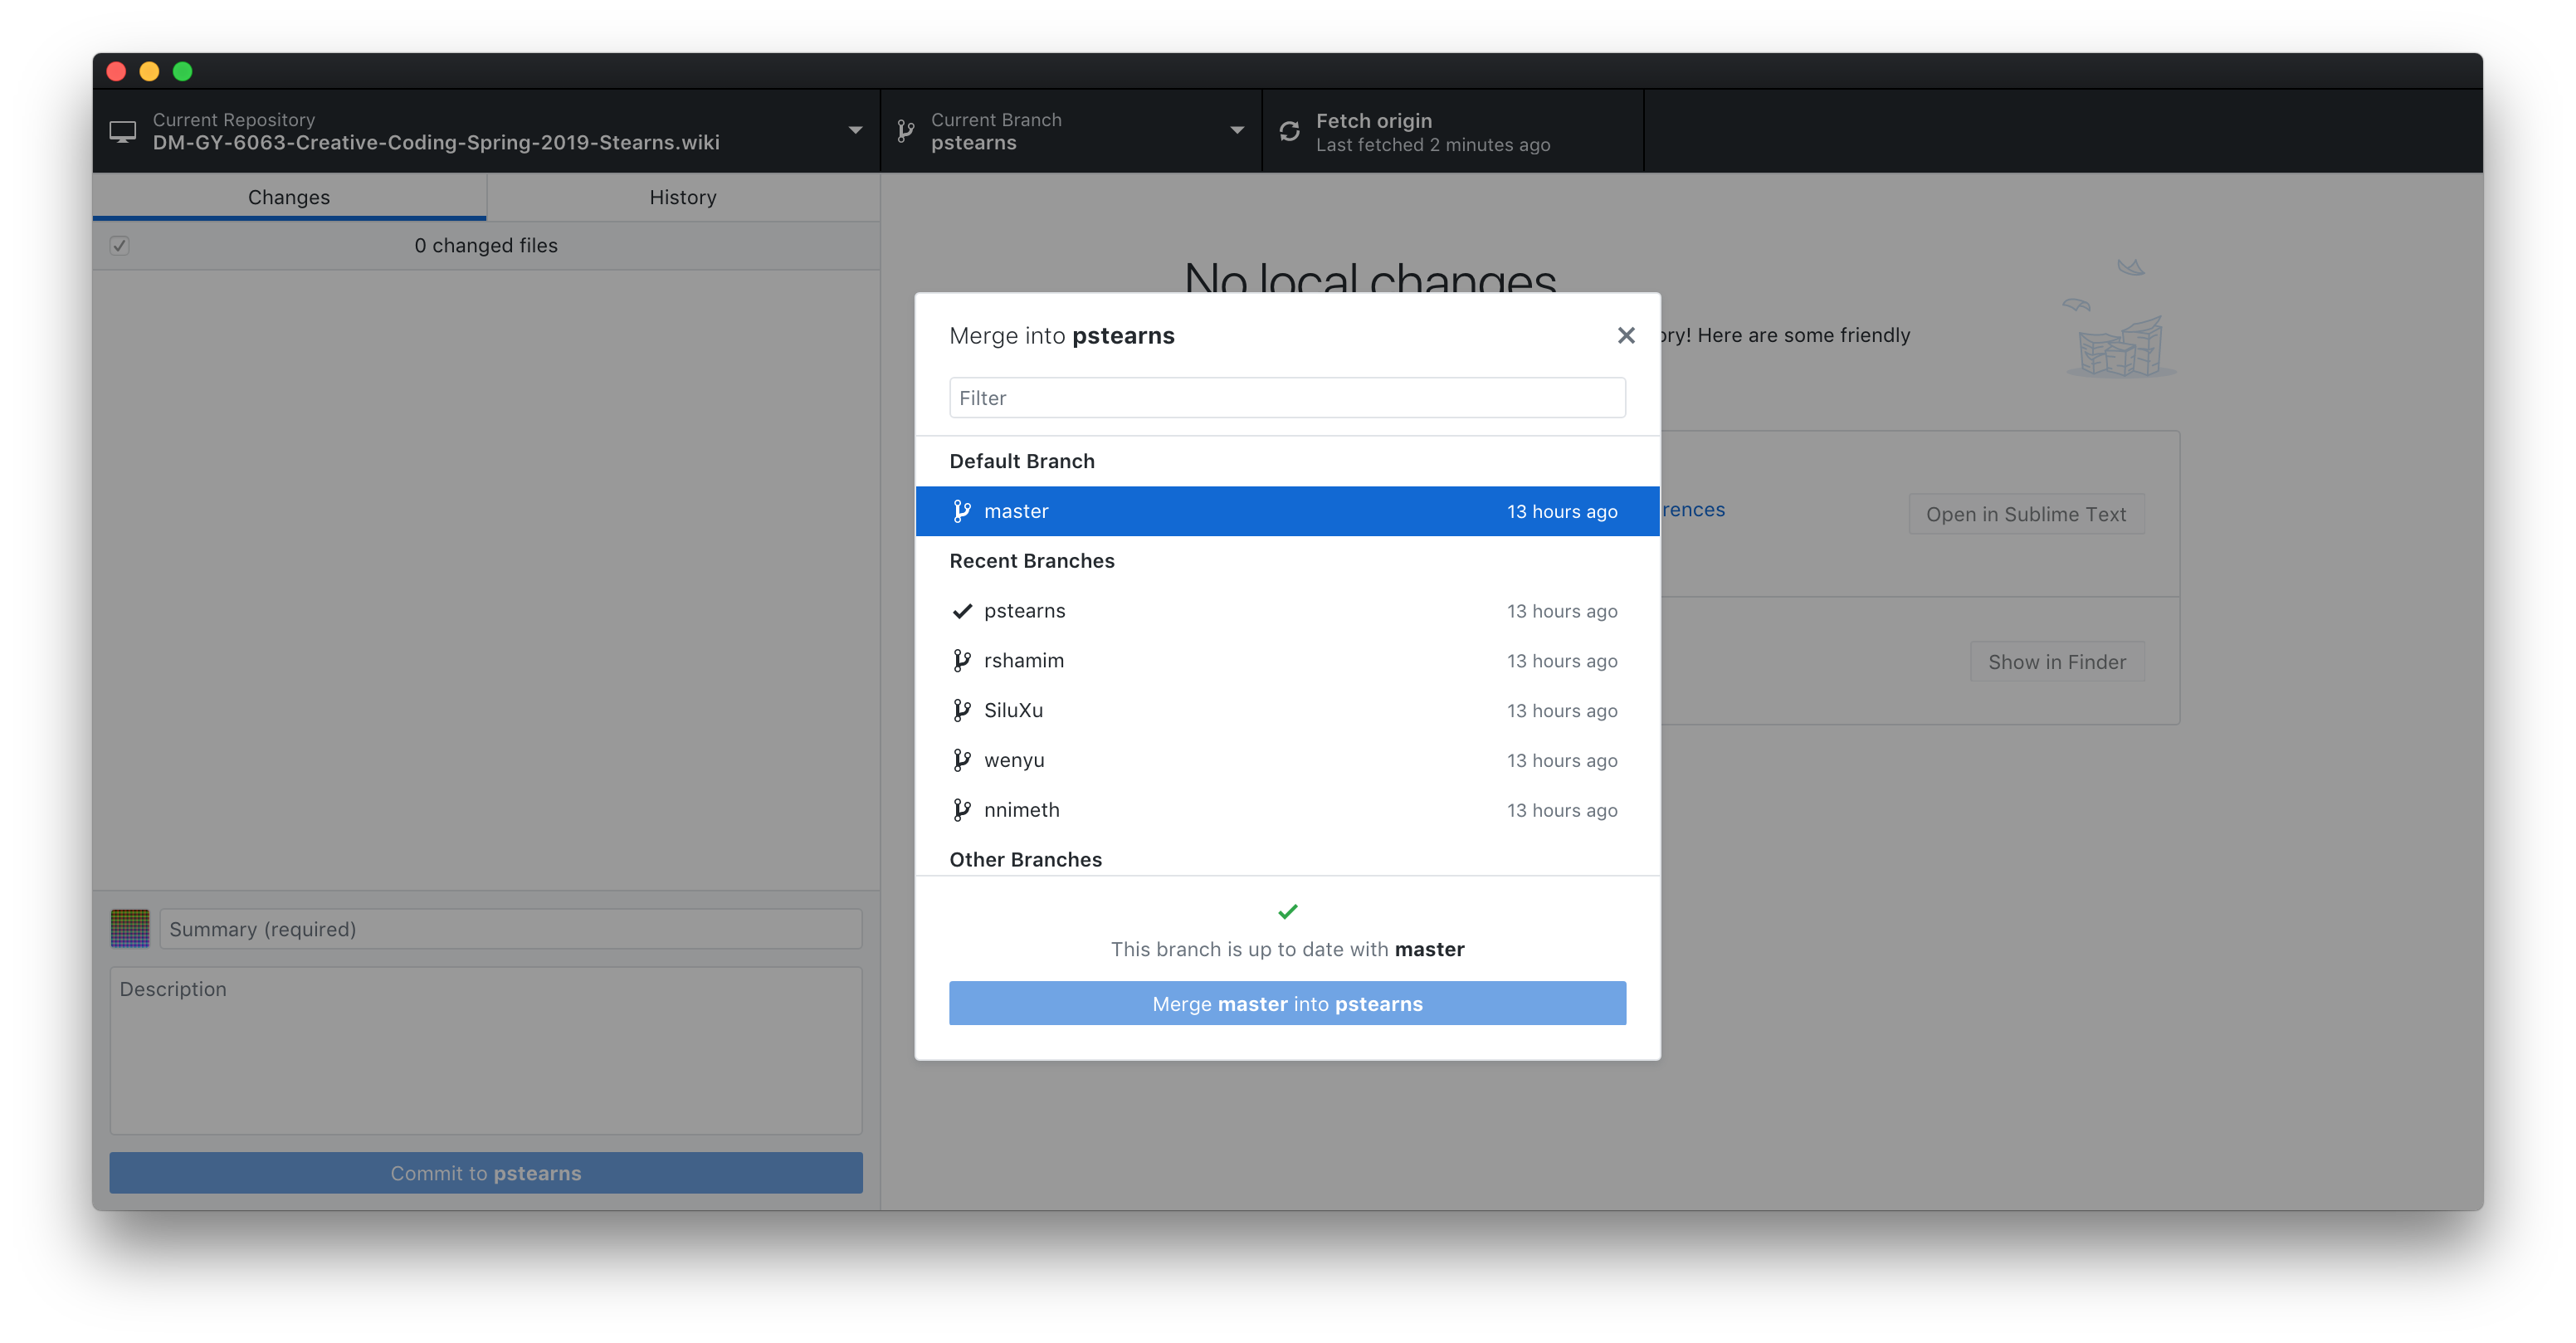 Current Repository
DM-GY-6063-Creative-Coding-Spring-2019-Stearns.wiki
Current Branch
pstearns
Fetch origin
Last fetched 2 minutes ago
Changes
History
0 changed files
No local changes
ory! Here are some friendly
Merge into pstearns
Filter
Default Branch
master 13 hours ago
rences
Open in Sublime Text
Recent Branches
pstearns 13 hours ago
rshamim 13 hours ago
Show in Finder
SiluXu 13 hours ago
wenyu 13 hours ago
nnimeth 13 hours ago
Other Branches
This branch is up to date with master
Merge master into pstearns
Summary (required)
Description
Commit to pstearns